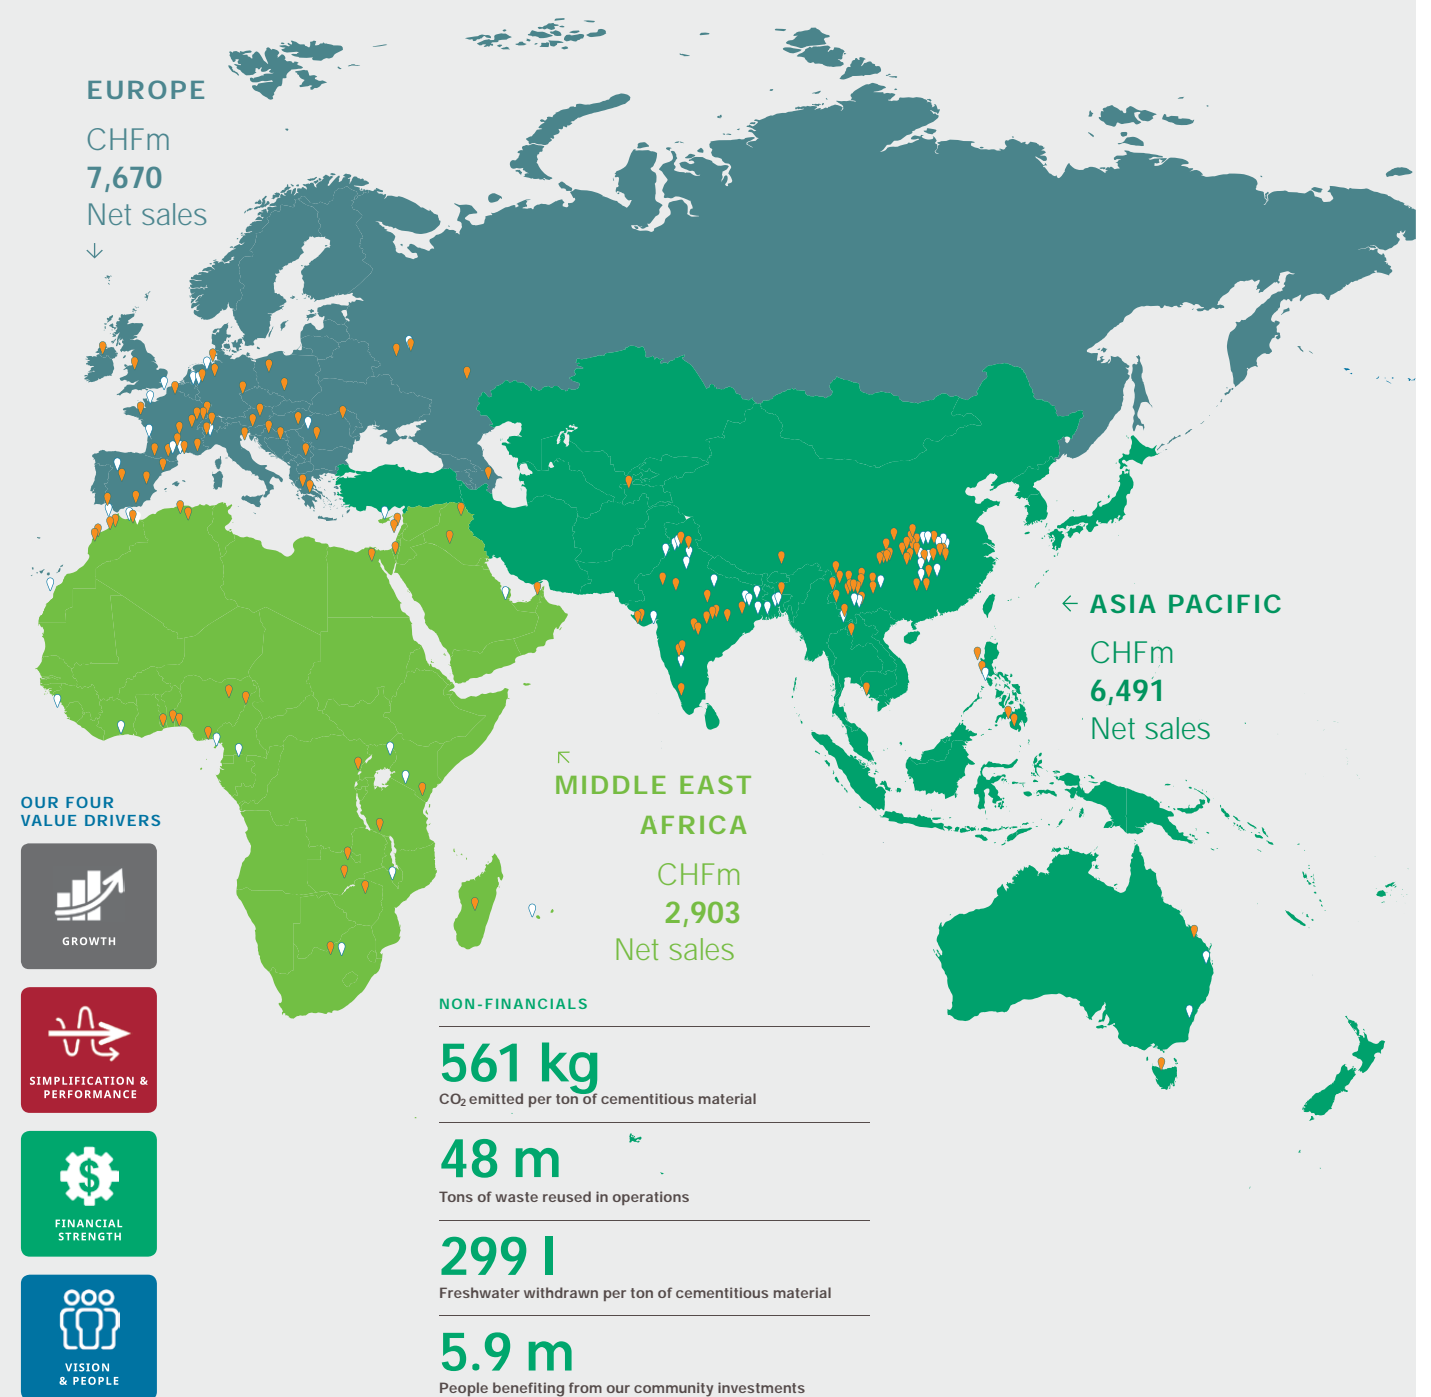 EUROPE
CHFm
7,670
Net sales
ASIA PACIFIC
CHFm
6,491
Net sales
MIDDLE EAST
AFRICA
CHFm
2,903
Net sales
OUR FOUR
VALUE DRIVERS
GROWTH
SIMPLIFICATION &
PERFORMANCE
FINANCIAL
STRENGTH
VISION
& PEOPLE
NON-FINANCIALS
561 kg
CO₂ emitted per ton of cementitious material
48 m
Tons of waste reused in operations
299 l
Freshwater withdrawn per ton of cementitious material
5.9 m
People benefiting from our community investments